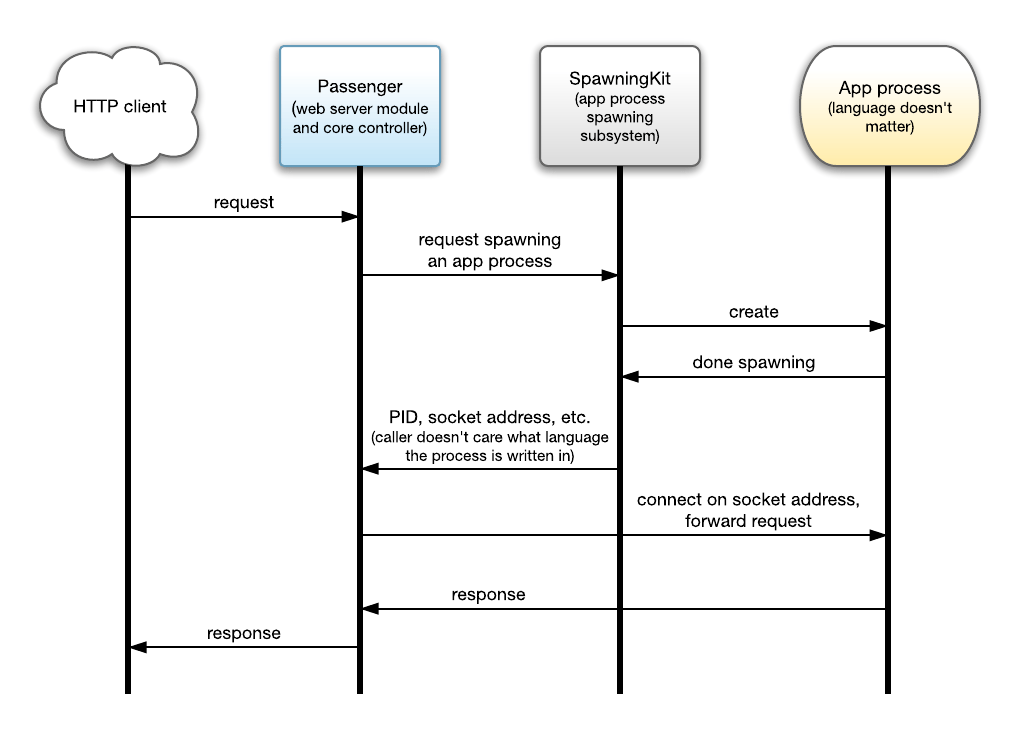 HTTP client
Passenger
(web server module
and core controller)
SpawningKit
(app process
spawning
subsystem)
App process
(language doesn't
matter)
request
request spawning
an app process
create
done spawning
PID, socket address, etc.
(caller doesn't care what language
the process is written in)
connect on socket address,
forward request
response
response